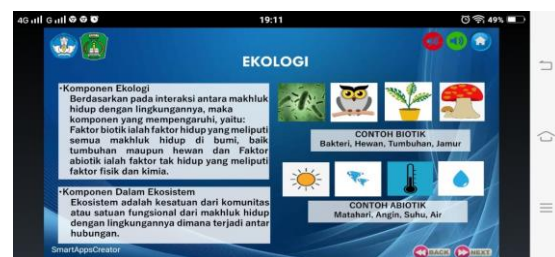 4G 4G 19:11 49%
EKOLOGI
•Komponen Ekologi
Berdasarkan pada interaksi antara makhluk
hidup dengan lingkungannya, maka
komponen yang mempengaruhi, yaitu:
Faktor biotik ialah faktor hidup yang meliputi
semua makhluk hidup di bumi, baik
tumbuhan maupun hewan dan Faktor
abiotik ialah faktor tak hidup yang meliputi
faktor fisik dan kimia.
CONTOH BIOTIK
Bakteri, Hewan, Tumbuhan, Jamur
•Komponen Dalam Ekosistem
Ekosistem adalah kesatuan dari komunitas
atau satuan fungsional dari makhluk hidup
dengan lingkungannya dimana terjadi antar
hubungan.
CONTOH ABIOTIK
Matahari, Angin, Suhu, Air
SmartAppsCreator
BACK NEXT